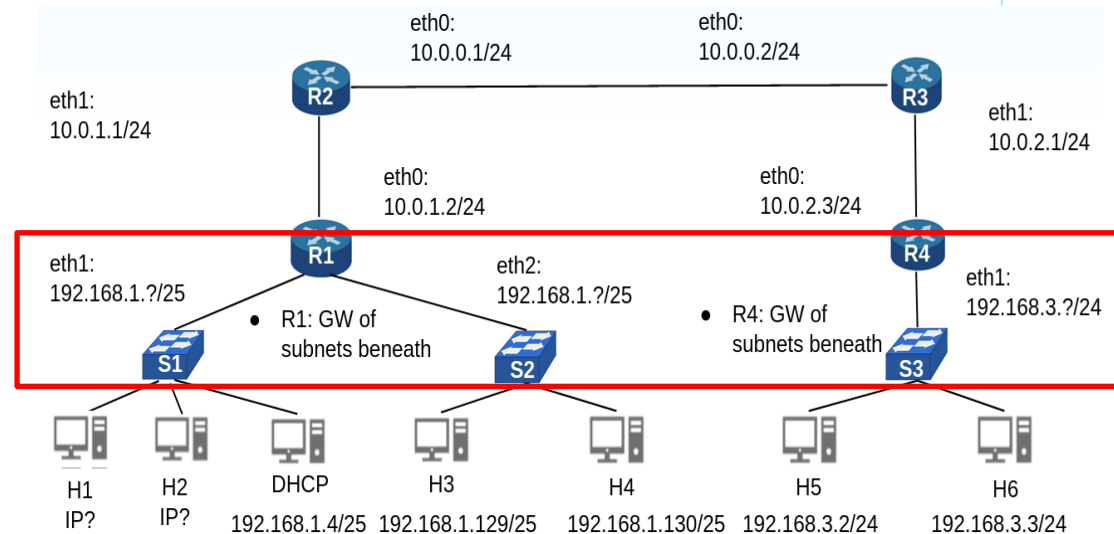 eth0:
10.0.0.1/24
eth0:
10.0.0.2/24
R2
R3
eth1:
10.0.1.1/24
eth1:
10.0.2.1/24
eth0:
10.0.1.2/24
eth0:
10.0.2.3/24
R1
R4
eth1:
192.168.1.?/25
eth2:
192.168.1.?/25
eth1:
192.168.3.?/24
• R1: GW of
subnets beneath
• R4: GW of
subnets beneath
S1
S2
S3
H1
IP?
H2
IP?
DHCP
192.168.1.4/25
H3
192.168.1.129/25
H4
192.168.1.130/25
H5
192.168.3.2/24
H6
192.168.3.3/24